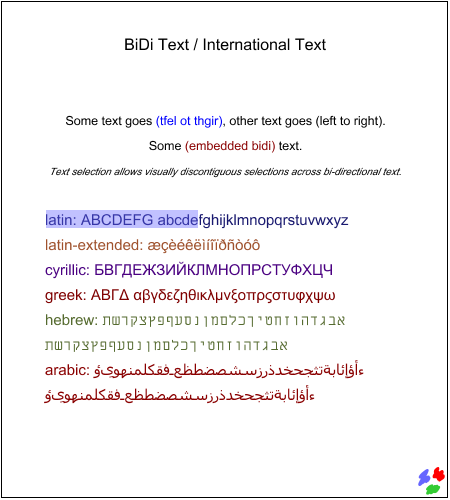 BiDi Text / International Text
Some text goes (tfel ot thgir), other text goes (left to right).
Some (embedded bidi) text.
Text selection allows visually discontiguous selections across bi-directional text.
latin: ABCDEFG abcdefghijklmnopqrstuvwxyz
latin-extended: æçèéêëìíîïðñòóô
cyrillic: БВГДЕЖЗИЙКЛМНОПРСТУФХЦЧ
greek: ΑΒΓΔ αβγδεζηθικλμνξοπρςστυφχψω
hebrew: אבגדהוזחטיךכלםמןנסעףפץצקרשת
אבגדהוזחטיךכלםמןנסעףפץצקרשת
arabic: ءأؤإئابةتثجحخدذرزسشصضطظعـفقكلمنهوىؤ
ءأؤإئابةتثجحخدذرزسشصضطظعـفقكلمنهوىؤ